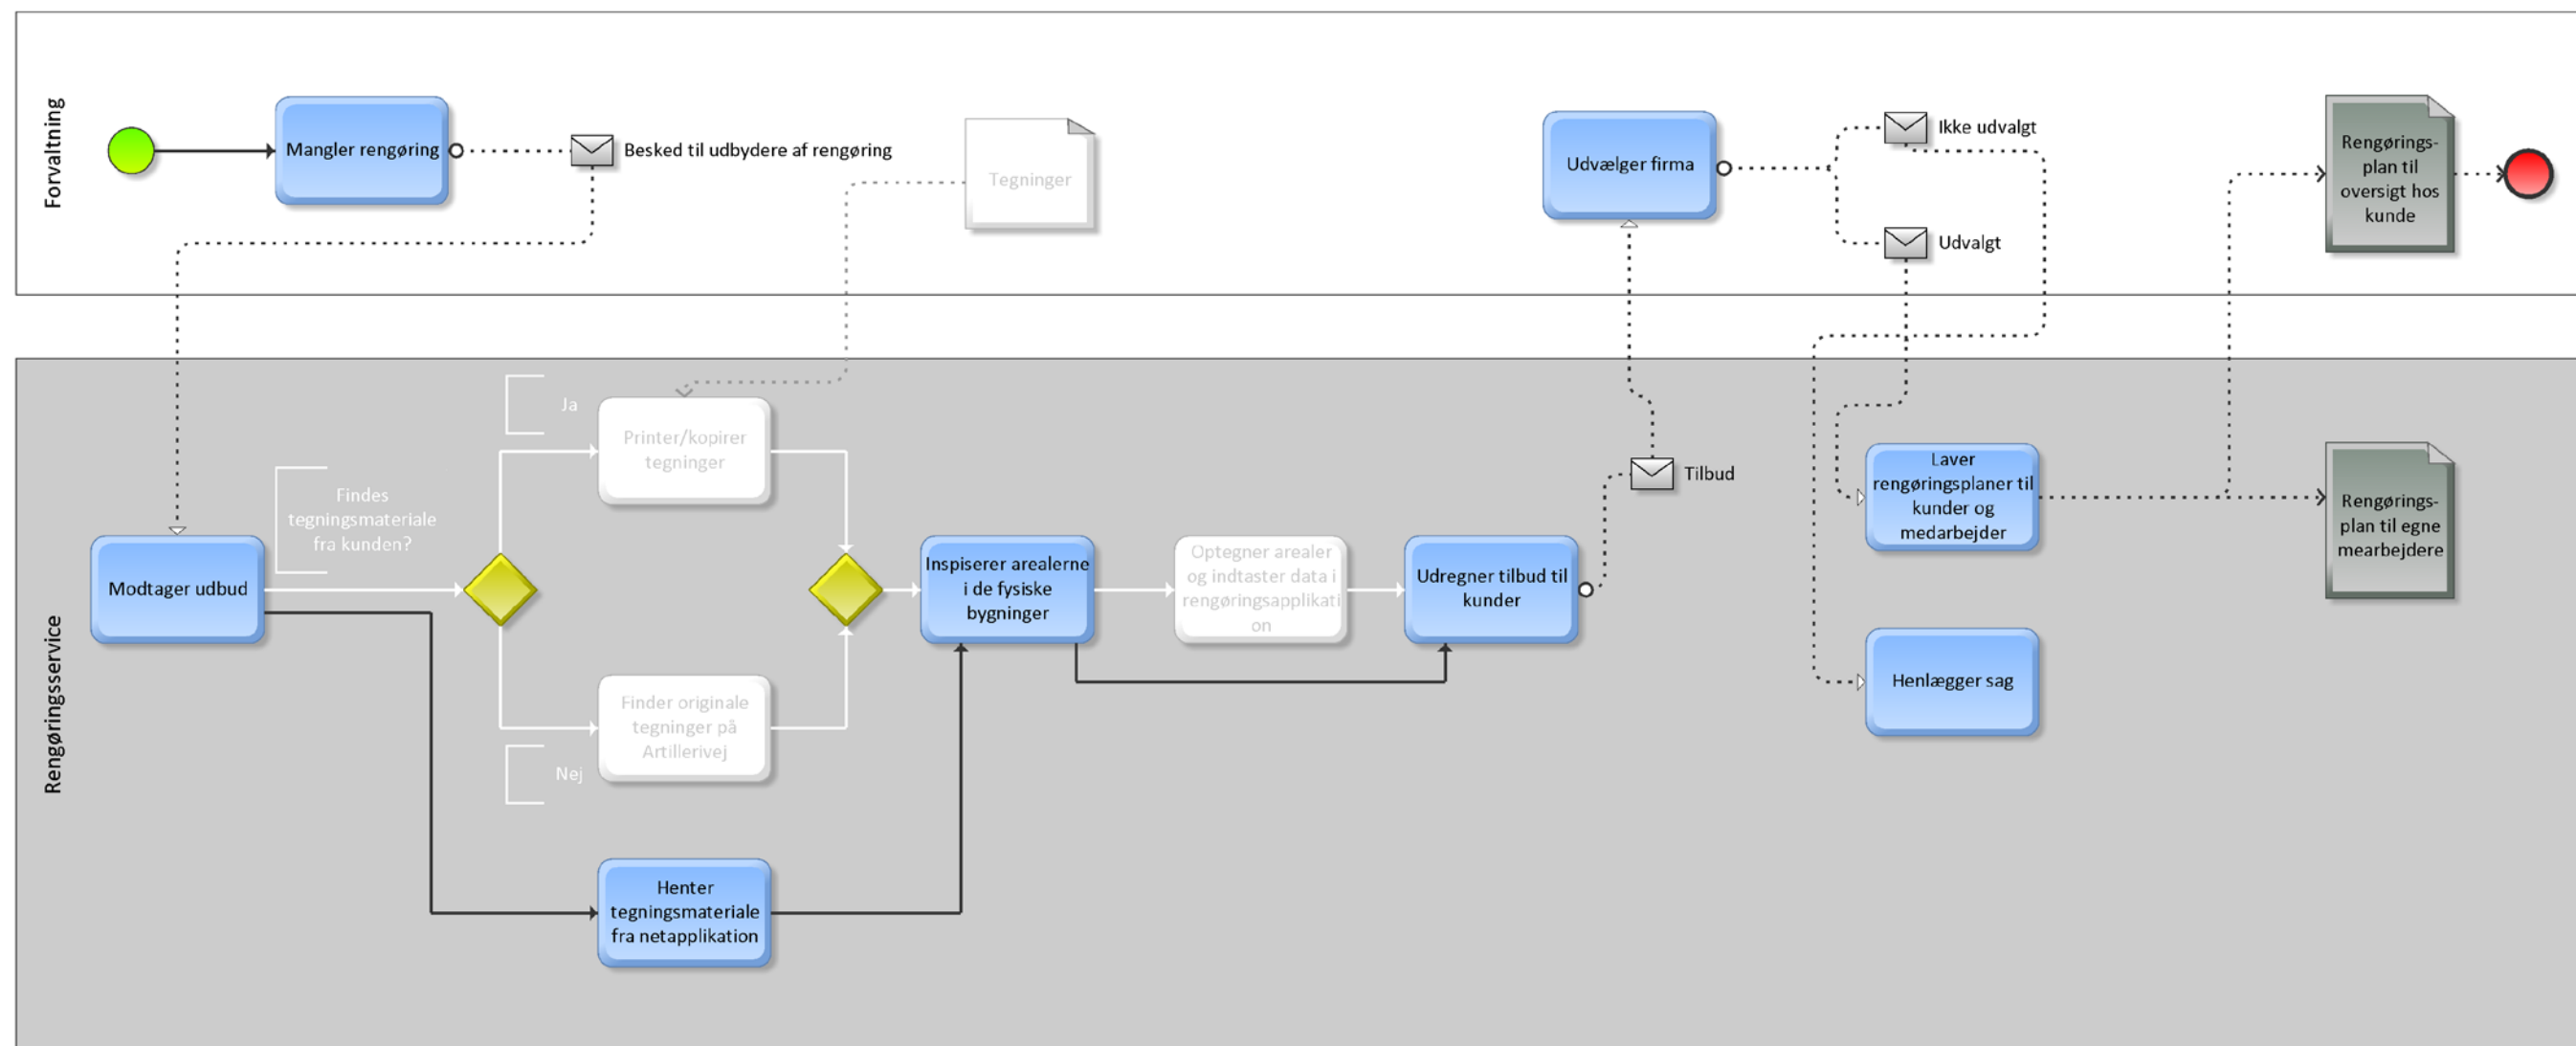 Forvaltning
Mangler rengøring
Besked til udbydere af rengøring
Tegninger
Udvælger firma
Ikke udvalgt
Udvalgt
Rengørings-
plan til
oversigt hos
kunde
Rengøringsservice
Modtager udbud
Findes
tegningsmateriale
fra kunden?
Ja
Printer/kopirer
tegninger
Nej
Finder originale
tegninger på
Artillerivej
Henter
tegningsmateriale
fra netapplikation
Inspiserer arealerne
i de fysiske
bygninger
Optegner arealer
og indtaster data i
rengøringsapplikati
on
Udregner tilbud til
kunder
Tilbud
Laver
rengøringsplaner til
kunder og
medarbejder
Henlægger sag
Rengørings-
plan til egne
mearbejdere